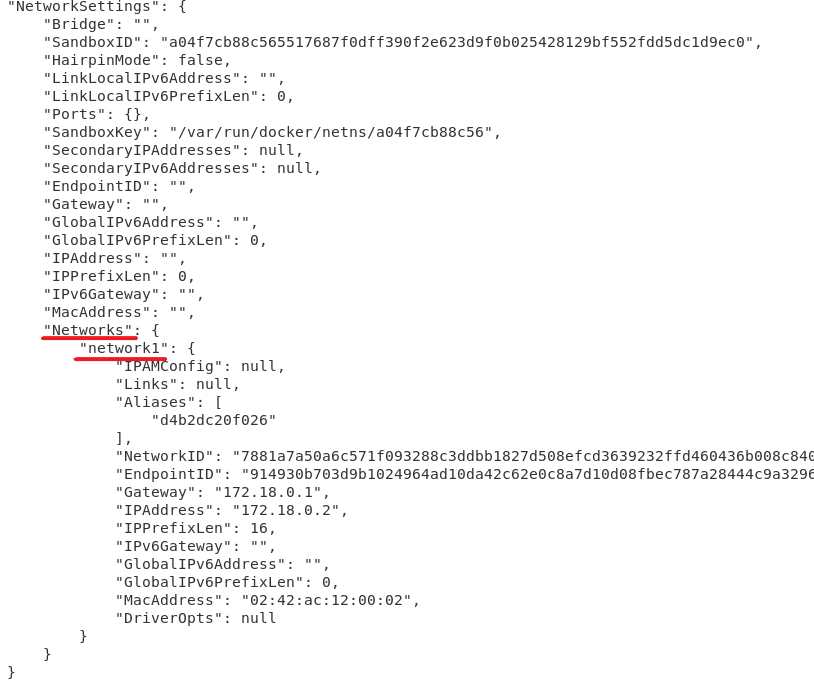 "NetworkSettings": {
"Bridge": "",
"SandboxID": "a04f7cb88c565517687f0dff390f2e623d9f0b025428129bf552fdd5dc1d9ec0",
"HairpinMode": false,
"LinkLocalIPv6Address": "",
"LinkLocalIPv6PrefixLen": 0,
"Ports": {},
"SandboxKey": "/var/run/docker/netns/a04f7cb88c56",
"SecondaryIPAddresses": null,
"SecondaryIPv6Addresses": null,
"EndpointID": "",
"Gateway": "",
"GlobalIPv6Address": "",
"GlobalIPv6PrefixLen": 0,
"IPAddress": "",
"IPPrefixLen": 0,
"IPv6Gateway": "",
"MacAddress": "",
"Networks": {
"network1": {
"IPAMConfig": null,
"Links": null,
"Aliases": [
"d4b2dc20f026"
],
"NetworkID": "7881a7a50a6c571f093288c3ddbb1827d508efcd3639232ffd460436b008c840
"EndpointID": "914930b703d9b1024964ad10da42c62e0c8a7d10d08fbec787a28444c9a3296
"Gateway": "172.18.0.1",
"IPAddress": "172.18.0.2",
"IPPrefixLen": 16,
"IPv6Gateway": "",
"GlobalIPv6Address": "",
"GlobalIPv6PrefixLen": 0,
"MacAddress": "02:42:ac:12:00:02",
"DriverOpts": null
}
}
}